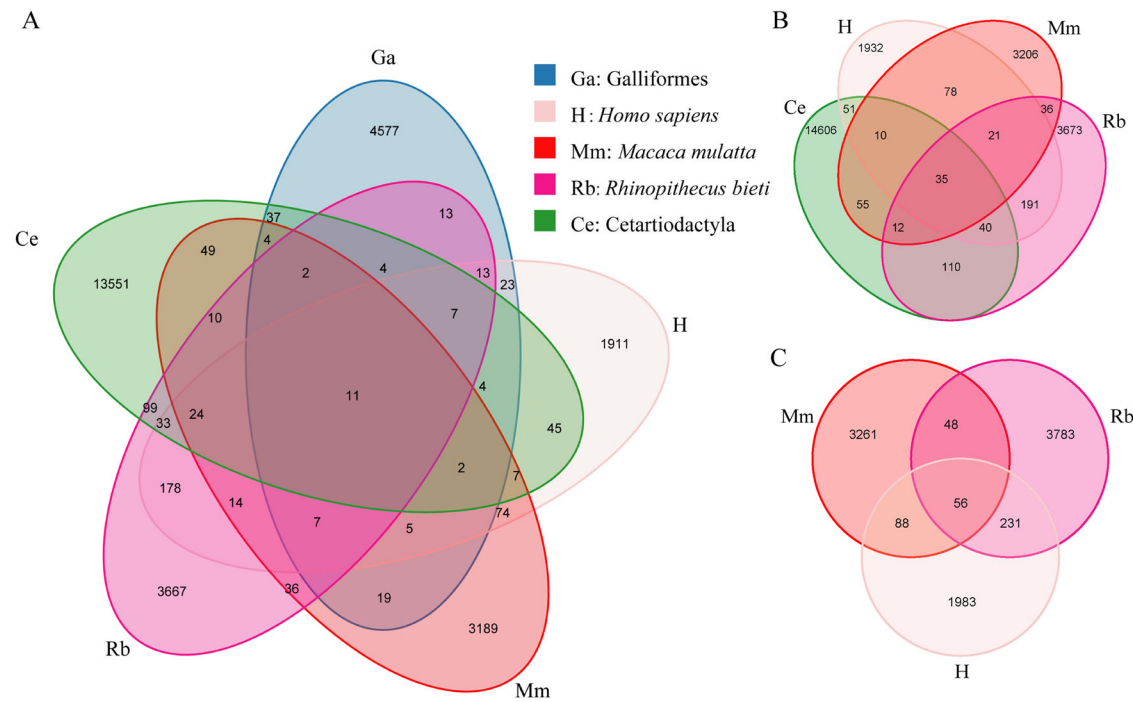 A
Ga
Ga: Galliformes
H : Homo sapiens
Mm: Macaca mulatta
Rb: Rhinopithecus bieti
Ce: Cetartiodactyla
4577
13
37
4
Ce
49
2
4
13
23
13551
10
7
H
1911
11
4
99
24
33
45
2
7
178
14
7
5
74
3667
36
19
3189
Rb
Mm
B
H
Mm
1932
3206
78
Ce
51
36
Rb
14606
10
21
3673
35
55
191
12
40
110
C
Mm
Rb
3261
48
3783
56
88
231
1983
H